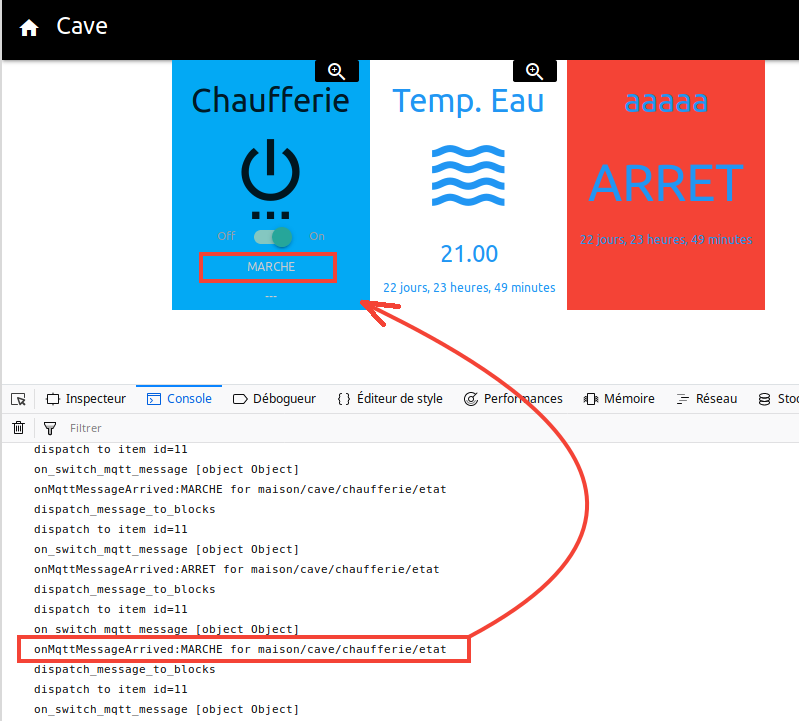 Cave
Chaufferie
Off On
MARCHE
---
Temp. Eau
21.00
22 jours, 23 heures, 49 minutes
aaaaa
ARRET
22 jours, 23 heures, 49 minutes
Inspecteur Console Débogueur Éditeur de style Performances Mémoire Réseau Stoc
Filtrer
dispatch to item id=11
on_switch_mqtt_message [object Object]
onMqttMessageArrived:MARCHE for maison/cave/chaufferie/etat
dispatch_message_to_blocks
dispatch to item id=11
on_switch_mqtt_message [object Object]
onMqttMessageArrived:ARRET for maison/cave/chaufferie/etat
dispatch_message_to_blocks
dispatch to item id=11
on_switch_mqtt_message [object Object]
onMqttMessageArrived:MARCHE for maison/cave/chaufferie/etat
dispatch_message_to_blocks
dispatch to item id=11
on_switch_mqtt_message [object Object]